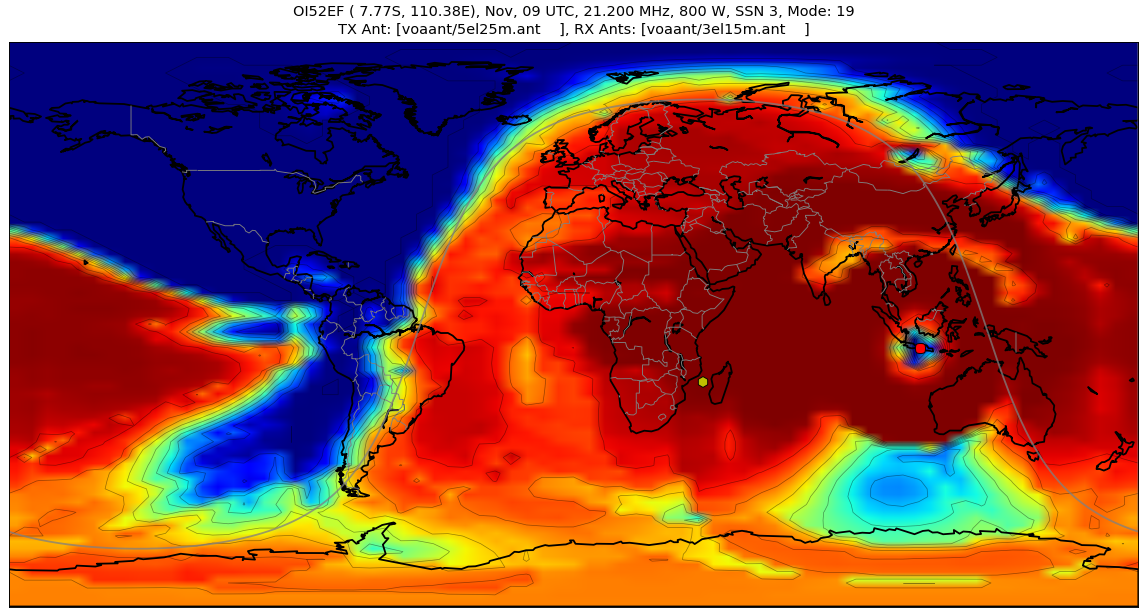 OI52EF ( 7.77S, 110.38E), Nov, 09 UTC, 21.200 MHz, 800 W, SSN 3, Mode: 19
TX Ant: [voaant/5el25m.ant    ], RX Ants: [voaant/3el15m.ant    ]